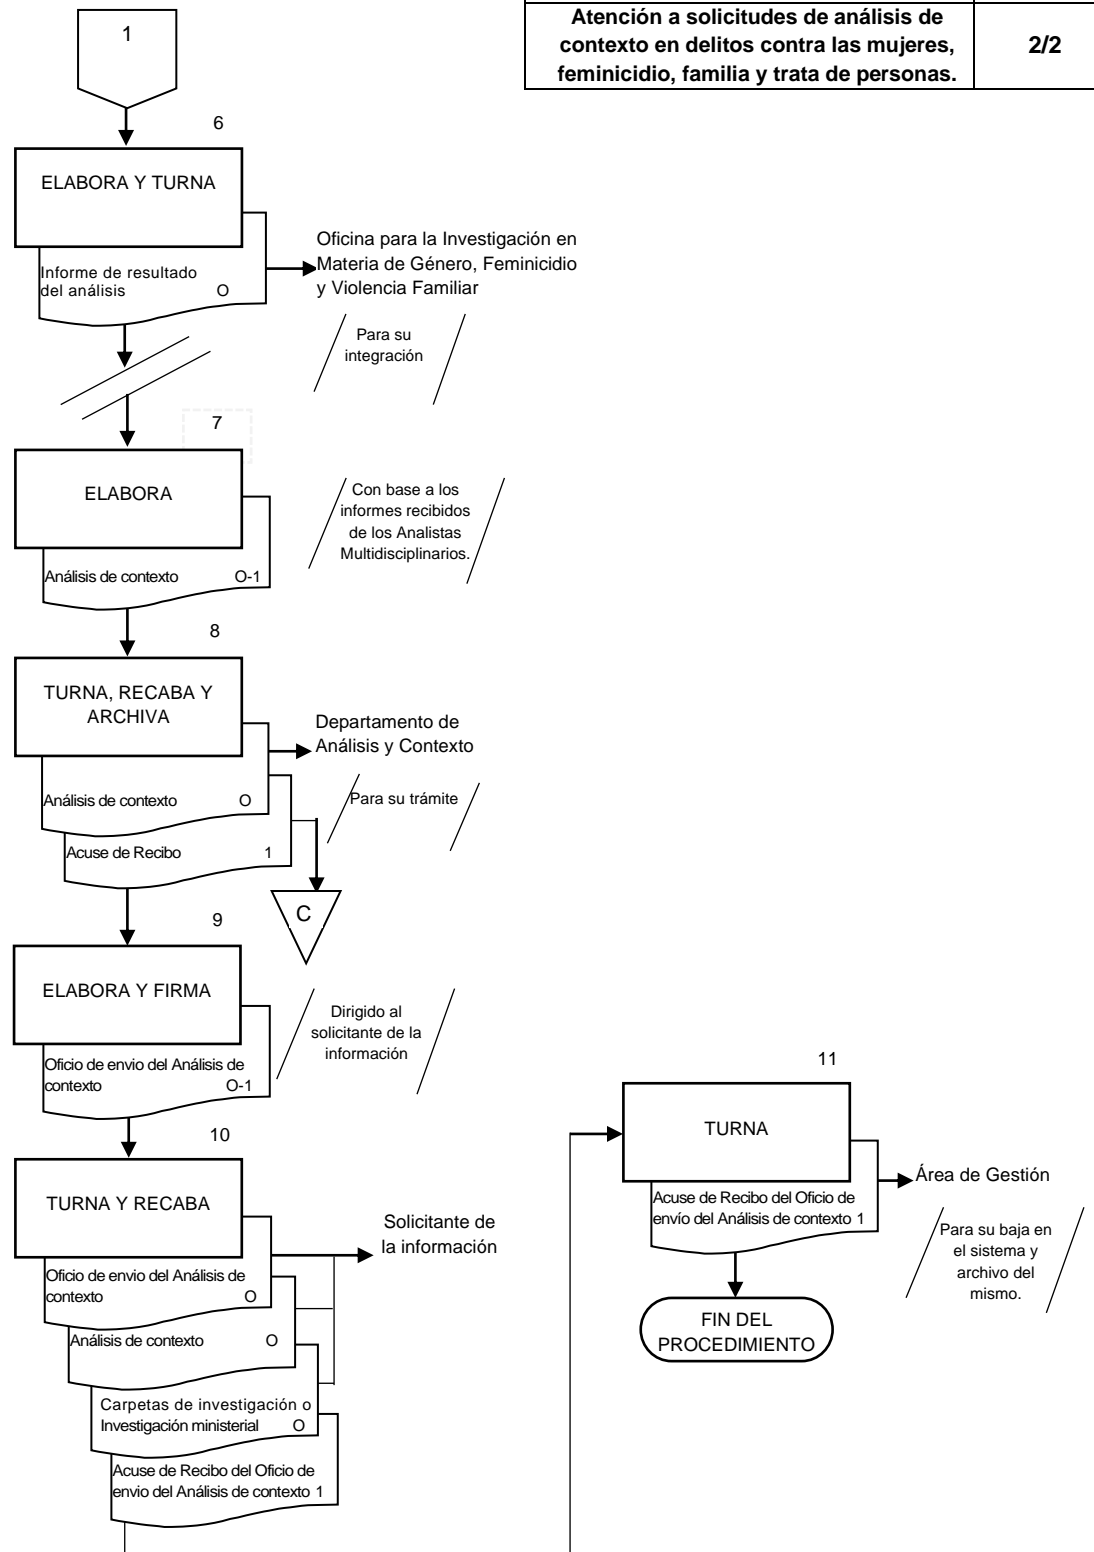 Atención a solicitudes de análisis de
contexto en delitos contra las mujeres,
feminicidio, familia y trata de personas.
2/2
1
6
ELABORA Y TURNA
Informe de resultado
del análisis O
Oficina para la Investigación en
Materia de Género, Feminicidio
y Violencia Familiar
Para su
integración
7
ELABORA
Análisis de contexto O-1
Con base a los
informes recibidos
de los Analistas
Multidisciplinarios.
8
TURNA, RECABA Y
ARCHIVA
Análisis de contexto O
Acuse de Recibo 1
Departamento de
Análisis y Contexto
Para su trámite
C
9
ELABORA Y FIRMA
Oficio de envio del Análisis de
contexto O-1
Dirigido al
solicitante de la
información
10
TURNA Y RECABA
Oficio de envio del Análisis de
contexto O
Análisis de contexto O
Carpetas de investigación o
Investigación ministerial O
Acuse de Recibo del Oficio de
envio del Análisis de contexto 1
Solicitante de
la información
11
TURNA
Acuse de Recibo del Oficio de
envío del Análisis de contexto 1
Área de Gestión
Para su baja en
el sistema y
archivo del
mismo.
FIN DEL
PROCEDIMIENTO